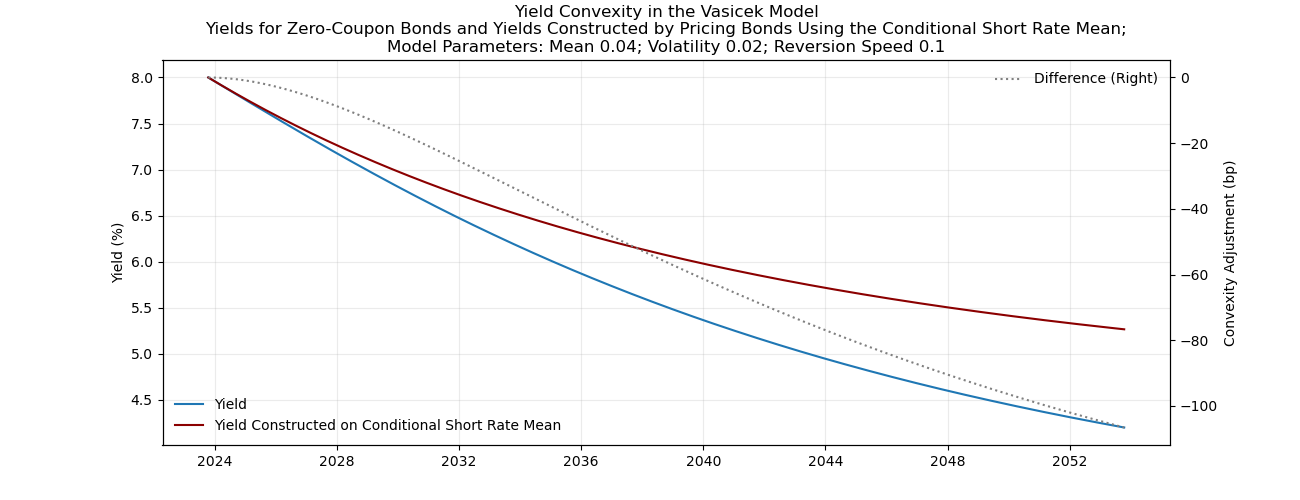 Yield Convexity in the Vasicek Model
Yields for Zero-Coupon Bonds and Yields Constructed by Pricing Bonds Using the Conditional Short Rate Mean;
Model Parameters: Mean 0.04; Volatility 0.02; Reversion Speed 0.1
Yield (%)
8.0
7.5
7.0
6.5
6.0
5.5
5.0
4.5
Difference (Right)
Yield
Yield Constructed on Conditional Short Rate Mean
0
−20
−40
−60
−80
−100
Convexity Adjustment (bp)
2024 2028 2032 2036 2040 2044 2048 2052